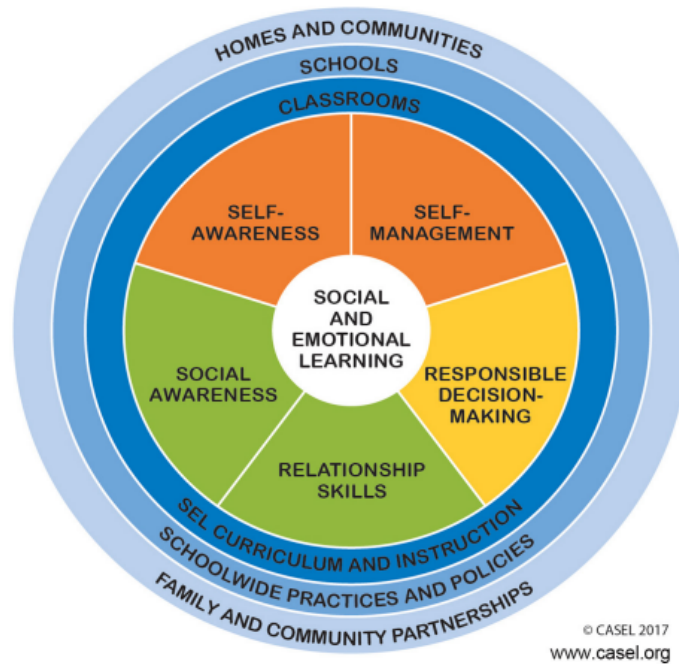 HOMES AND COMMUNITIES
SCHOOLS
CLASSROOMS
SELF-
AWARENESS
SELF-
MANAGEMENT
SOCIAL
AND
EMOTIONAL
LEARNING
SOCIAL
AWARENESS
RESPONSIBLE
DECISION-
MAKING
RELATIONSHIP
SKILLS
SEL CURRICULUM AND INSTRUCTION
SCHOOLWIDE PRACTICES AND POLICIES
FAMILY AND COMMUNITY PARTNERSHIPS
© CASEL 2017
www.casel.org